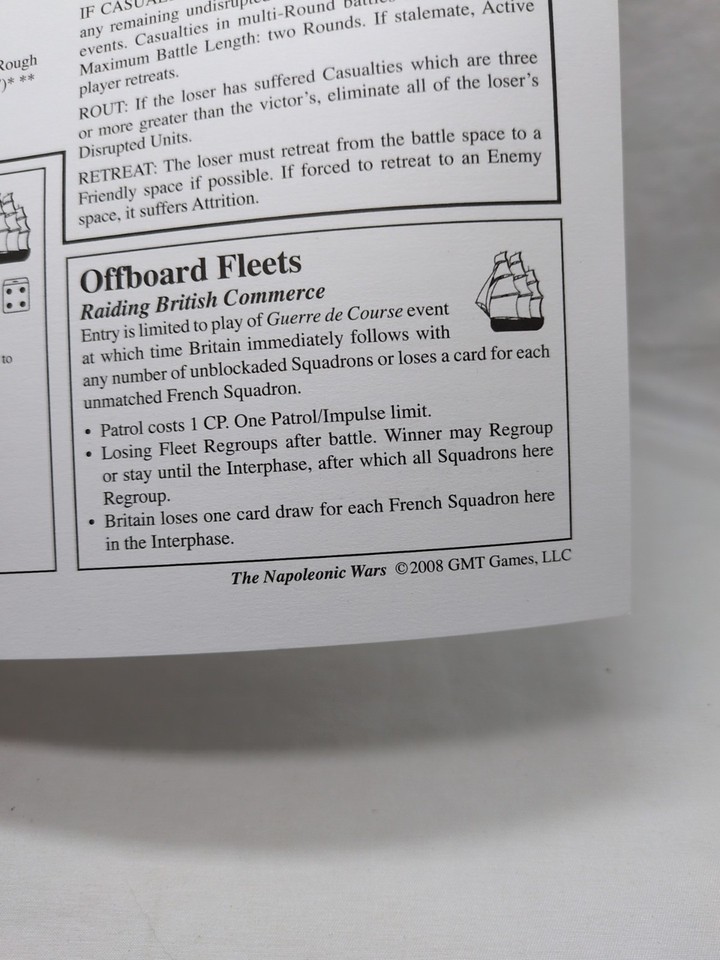 Rough
)* **
to
IF CASUAL
any remaining undisrupte
events. Casualties in multi-Round
Maximum Battle Length: two Rounds. If stalemate, Active
player retreats.
ROUT: If the loser has suffered Casualties which are three
or more greater than the victor's, eliminate all of the loser's
Disrupted Units.
RETREAT: The loser must retreat from the battle space to a
Friendly space if possible. If forced to retreat to an Enemy
space, it suffers Attrition.
Offboard Fleets
Raiding British Commerce
Entry is limited to play of Guerre de Course event
at which time Britain immediately follows with
any number of unblockaded Squadrons or loses a card for each
unmatched French Squadron.
• Patrol costs 1 CP. One Patrol/Impulse limit.
• Losing Fleet Regroups after battle. Winner may Regroup
or stay until the Interphase, after which all Squadrons here
Regroup.
• Britain loses one card draw for each French Squadron here
in the Interphase.
The Napoleonic Wars ©2008 GMT Games, LLC